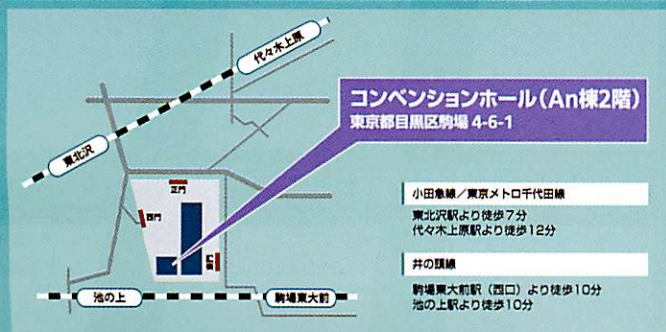 代々木上原
東北沢
コンベンションホール(An棟2階)
東京都目黒区駒場 4-6-1
正門
西門
小田急線/東京メトロ千代田線
東北沢駅より徒歩7分
代々木上原駅より徒歩12分
井の頭線
駒場東大前駅(西口)より徒歩10分
池の上駅より徒歩10分
池の上
駒場東大前